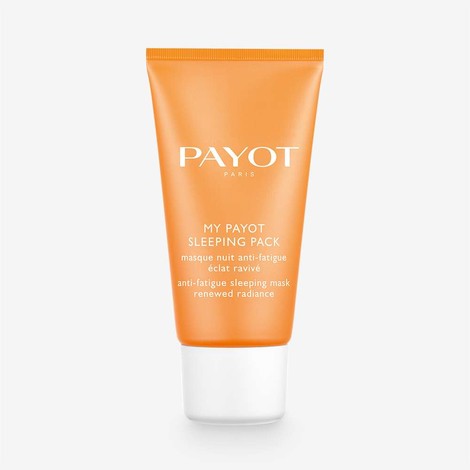 PAYOT
PARIS
MY PAYOT
SLEEPING PACK
masque nuit anti-fatigue
éclat ravivé
anti-fatigue sleeping mask
renewed radiance